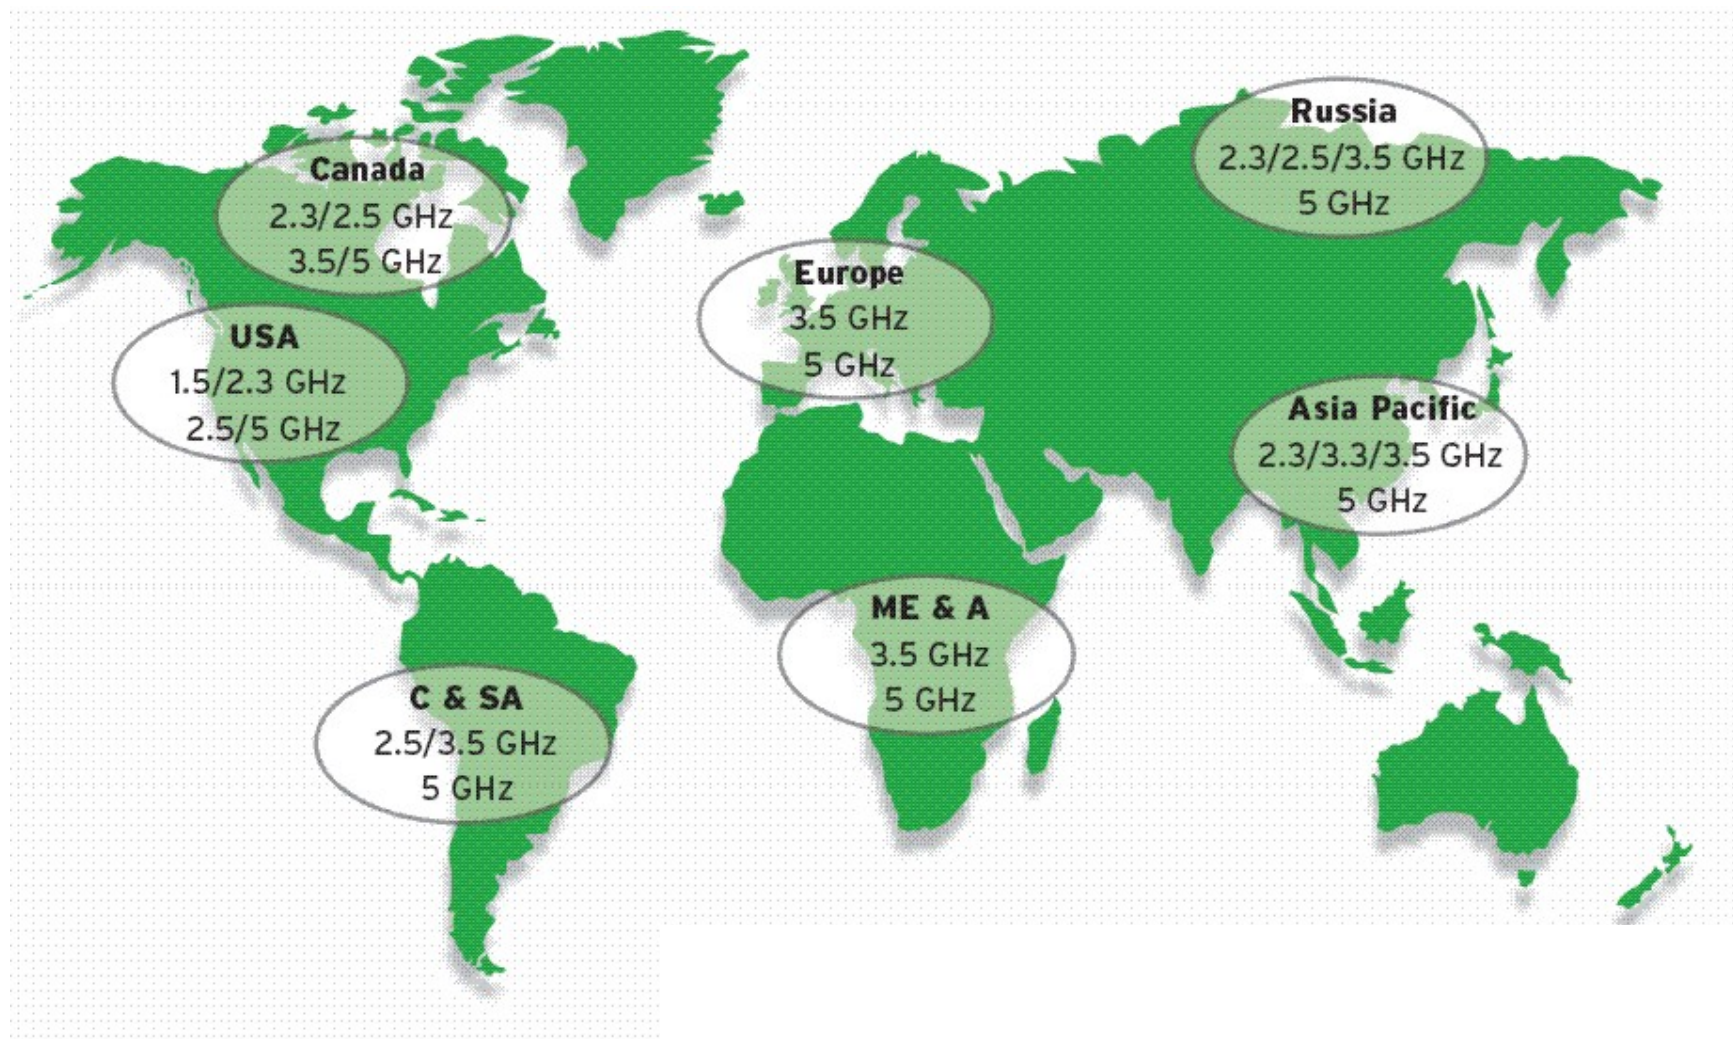 Canada
2.3/2.5 GHz
3.5/5 GHz
USA
1.5/2.3 GHz
2.5/5 GHz
C & SA
2.5/3.5 GHz
5 GHz
Europe
3.5 GHz
5 GHz
ME & A
3.5 GHz
5 GHz
Russia
2.3/2.5/3.5 GHz
5 GHz
Asia Pacific
2.3/3.3/3.5 GHz
5 GHz